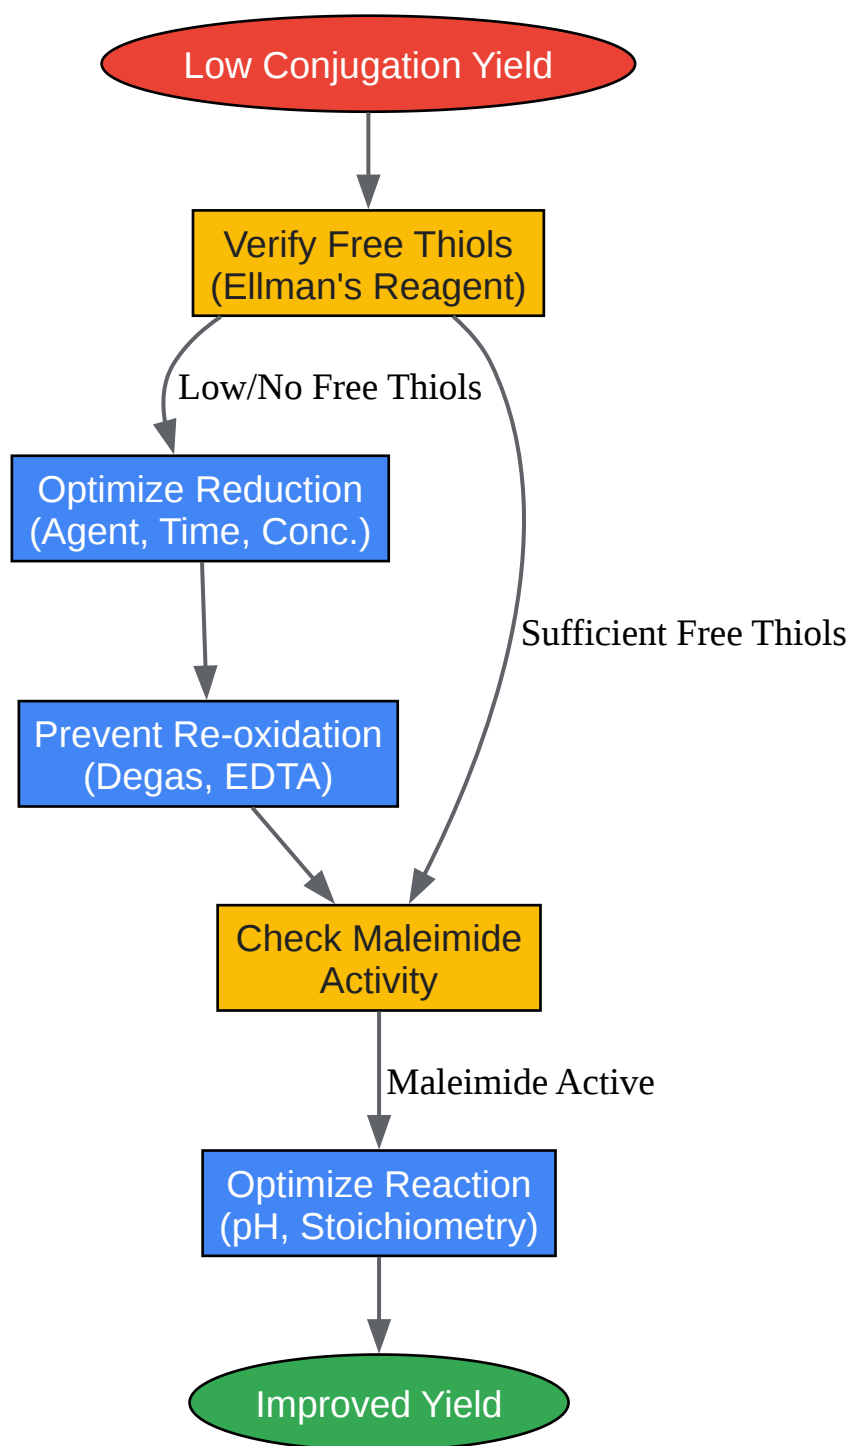 Low Conjugation Yield
Verify Free Thiols
(Ellman's Reagent)
Low/No Free Thiols
Optimize Reduction
(Agent, Time, Conc.)
Sufficient Free Thiols
Prevent Re-oxidation
(Degas, EDTA)
Check Maleimide
Activity
Maleimide Active
Optimize Reaction
(pH, Stoichiometry)
Improved Yield